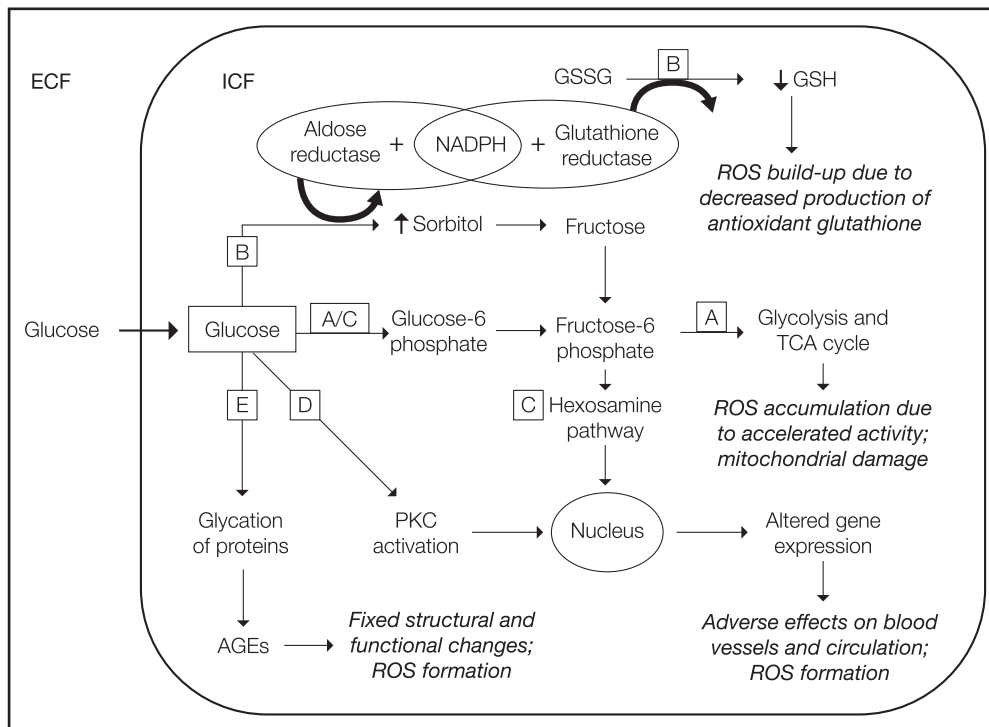 ECF
ICF
GSSG
B
↓ GSH
Aldose
reductase
+
NADPH
+
Glutathione
reductase
ROS build-up due to
decreased production of
antioxidant glutathione
↑ Sorbitol
Fructose
B
Glucose
Glucose
A/C
Glucose-6
phosphate
Fructose-6
phosphate
A
Glycolysis and
TCA cycle
E
D
C
Hexosamine
pathway
ROS accumulation due
to accelerated activity;
mitochondrial damage
Glycation
of proteins
PKC
activation
Nucleus
Altered gene
expression
AGEs
Fixed structural and
functional changes;
ROS formation
Adverse effects on blood
vessels and circulation;
ROS formation